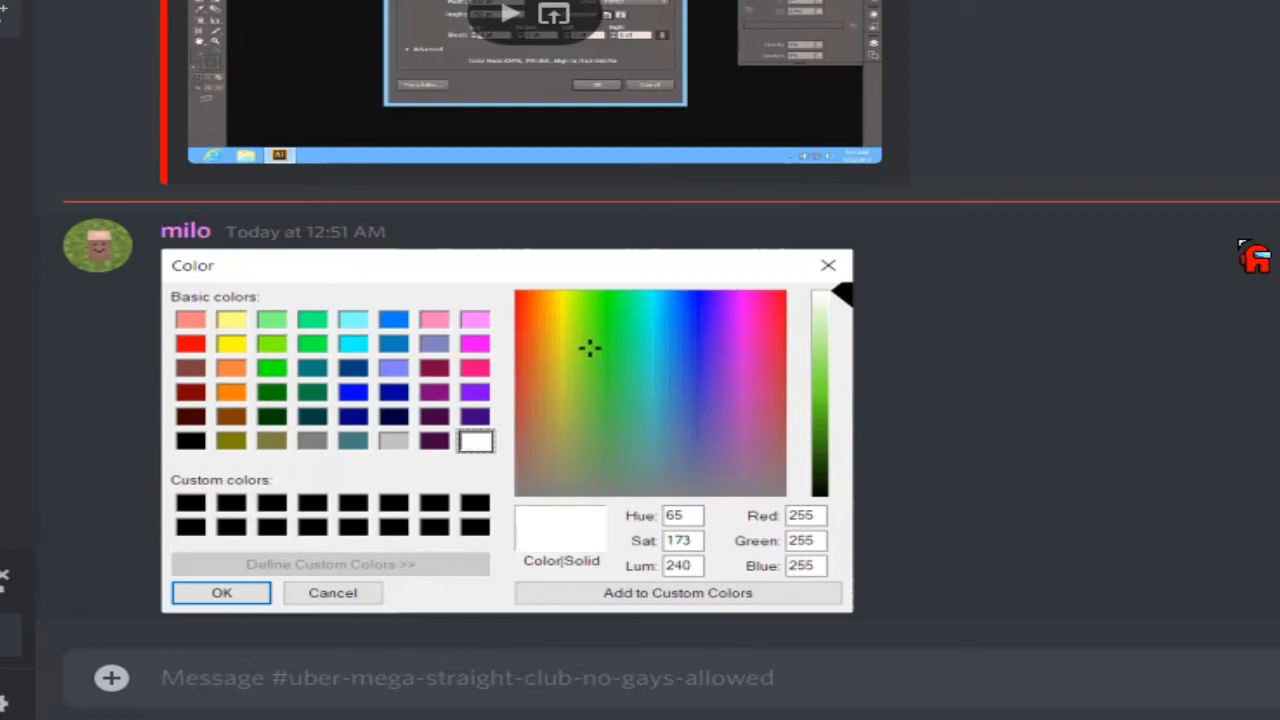 Advanced
Cancel
milo Today at 12:51 AM
Color
Basic colors:
Custom colors:
Define Custom Colors >>
OK Cancel
Color|Solid
Hue: 65 Red: 255
Sat: 173 Green: 255
Lum: 240 Blue: 255
Add to Custom Colors
Message #uber-mega-straight-club-no-gays-allowed